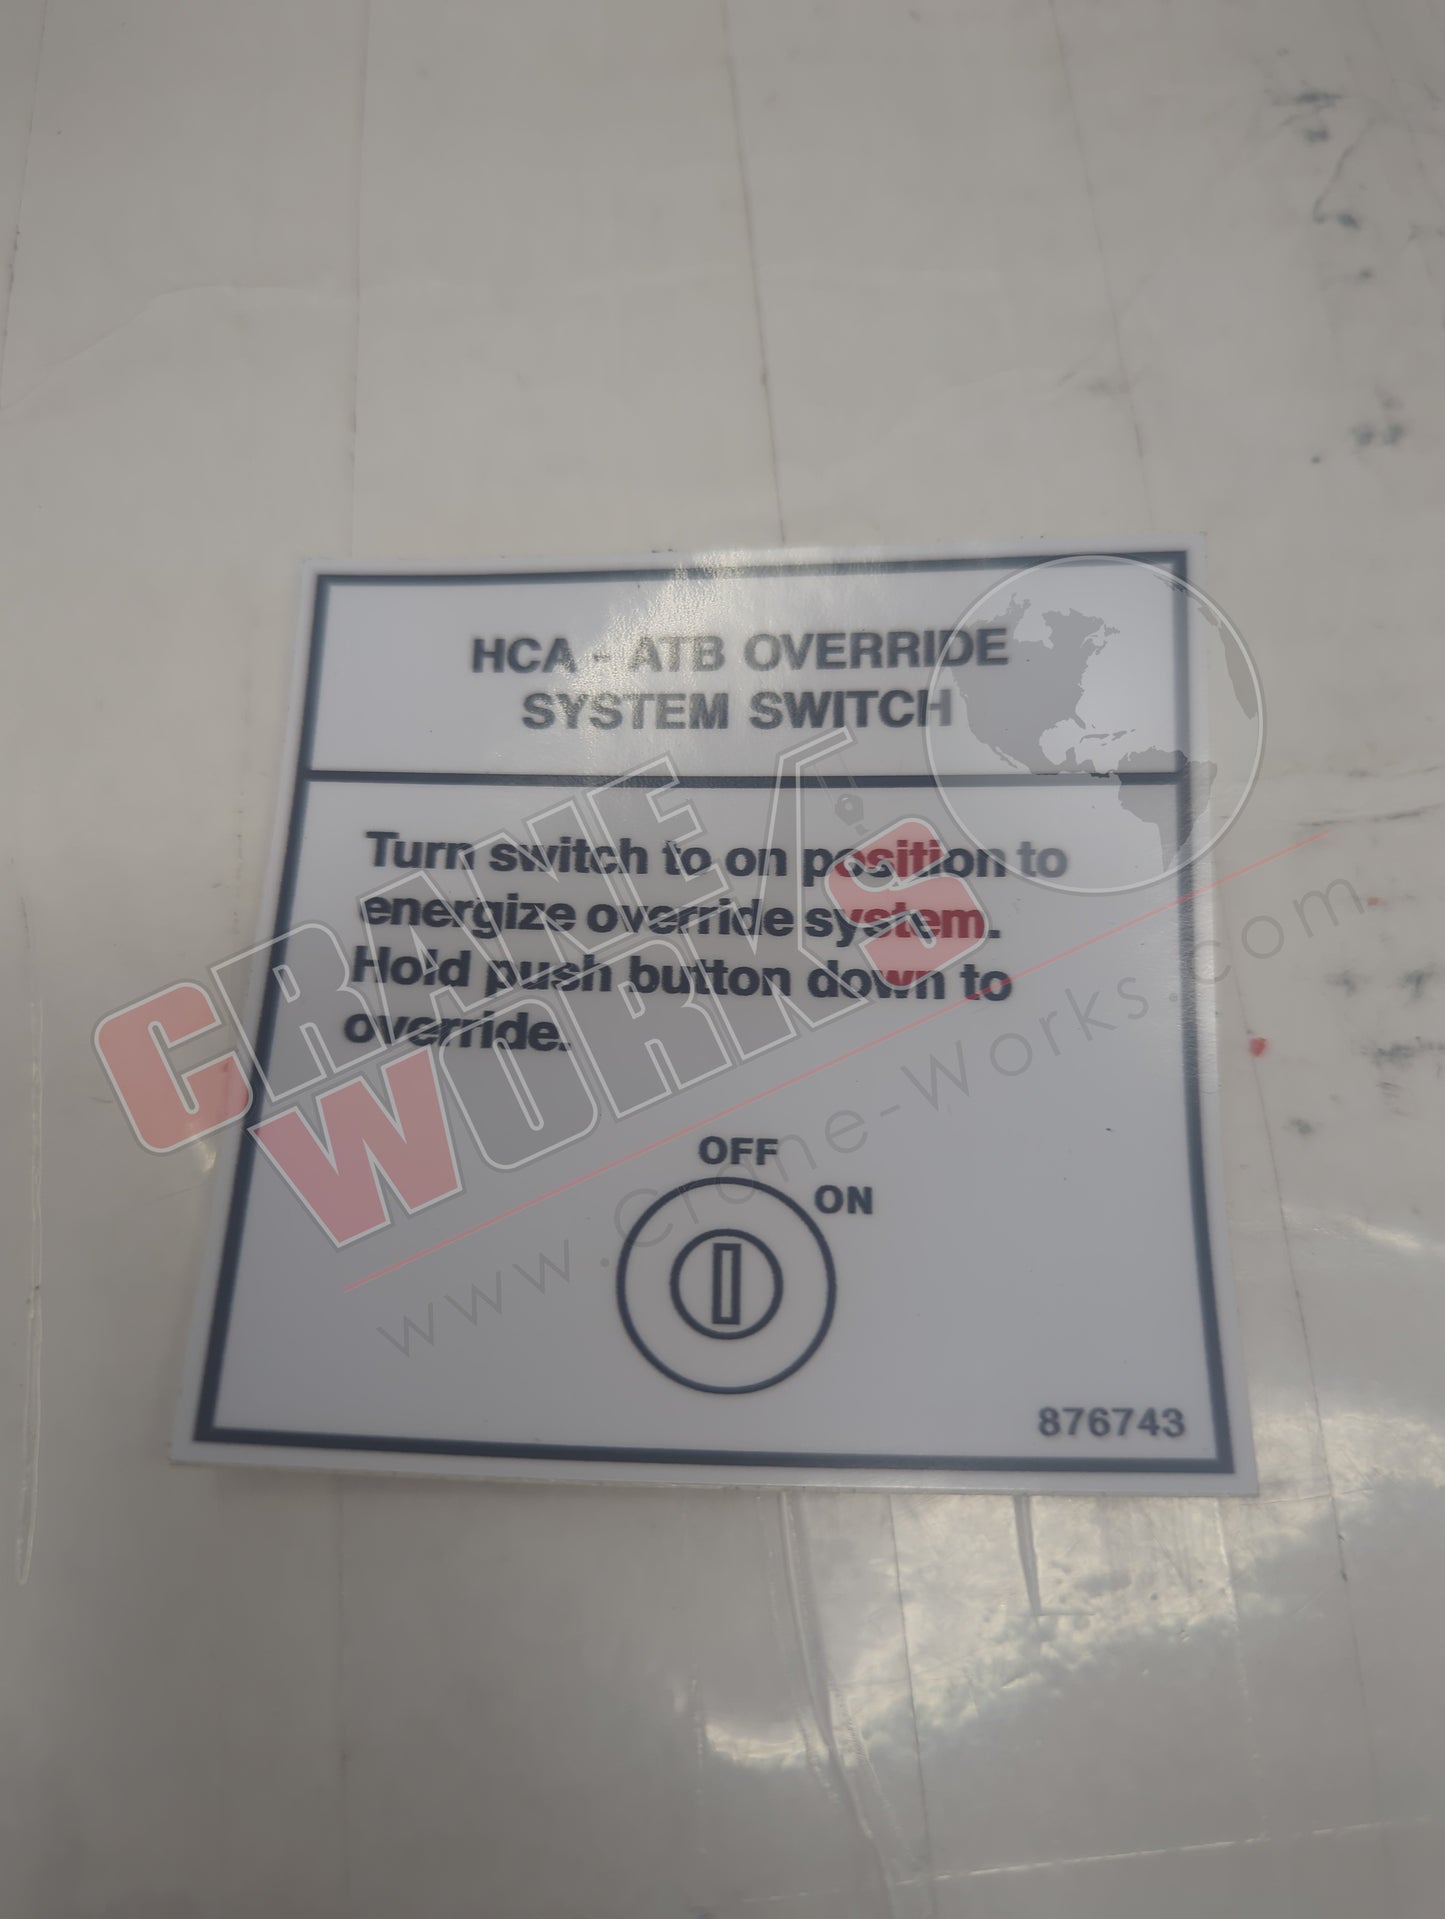 HCA - ATB OVERRIDE
SYSTEM SWITCH
Turn switch to on position to
energize override system.
Hold push button down to
override.
OFF
ON
876743
CRANE
WORKS
www.Crane-Works.com